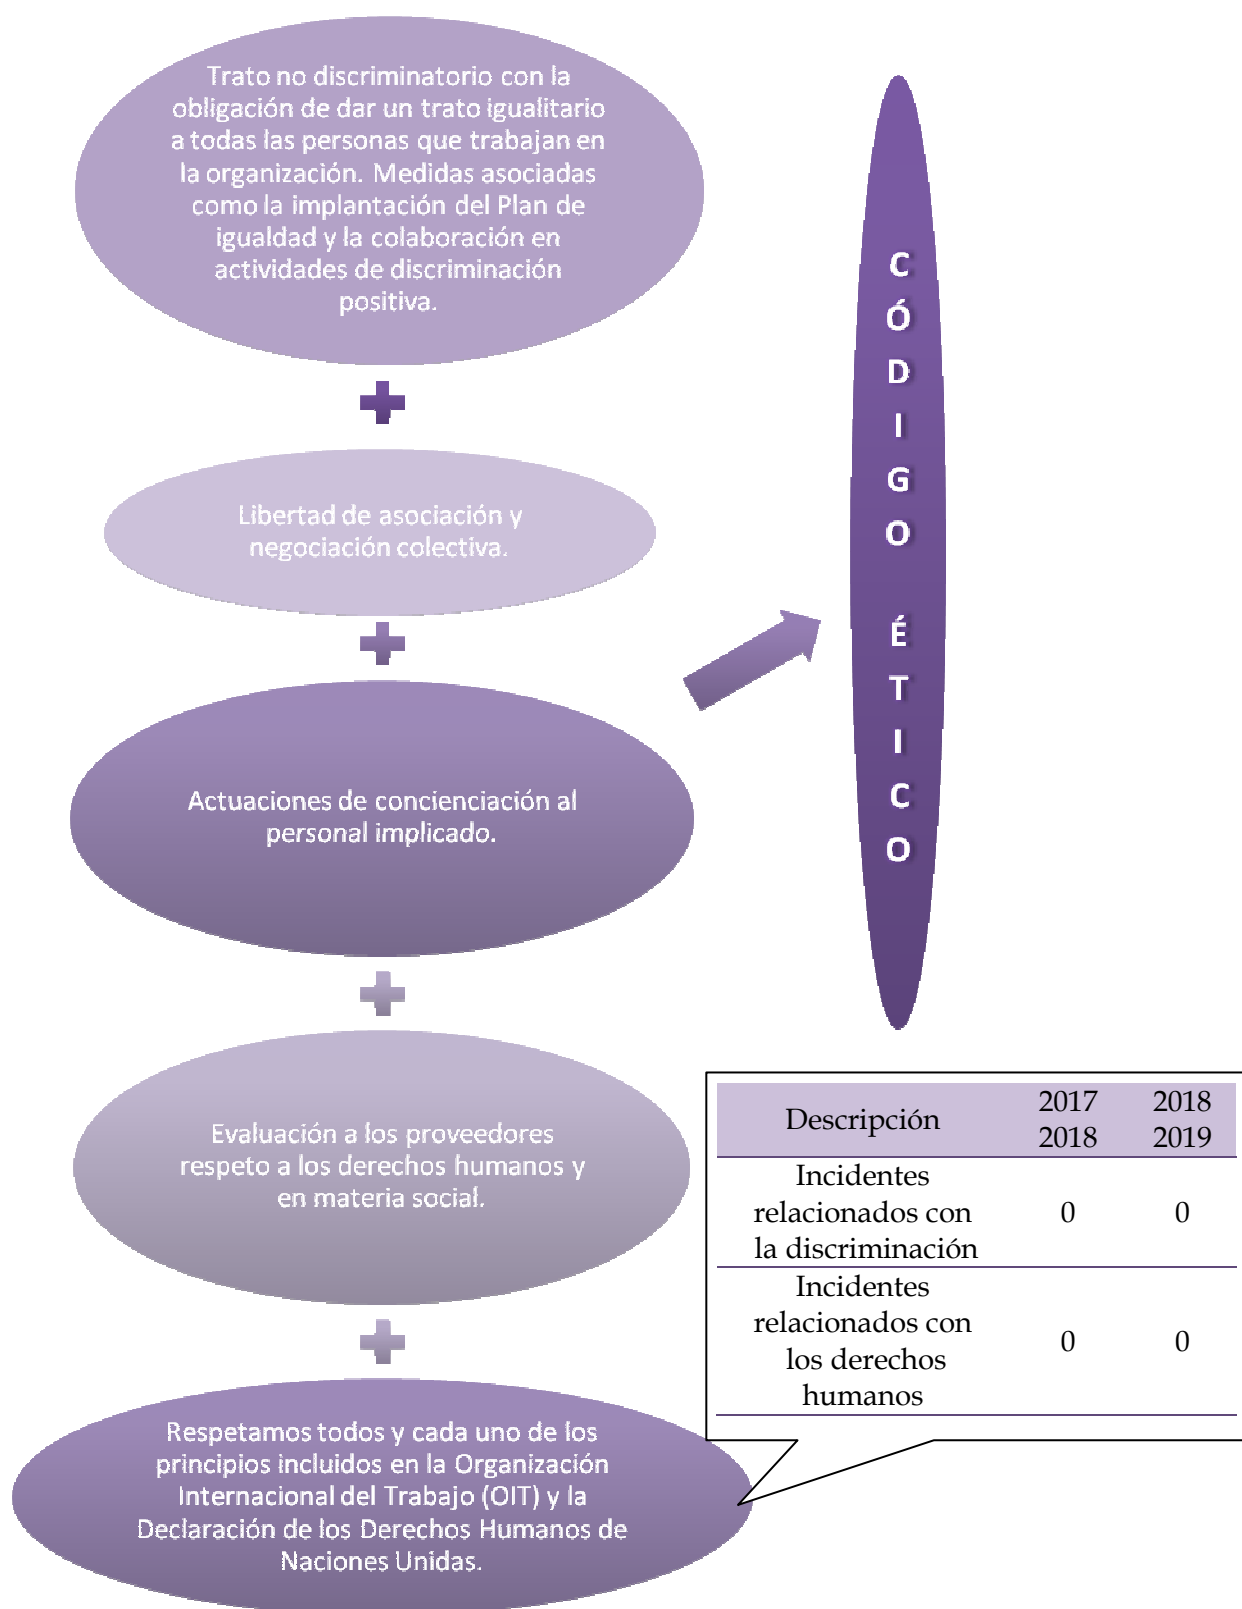 Trato no discriminatorio con la
obligación de dar un trato igualitario
a todas las personas que trabajan en
la organización. Medidas asociadas
como la implantación del Plan de
igualdad y la colaboración en
actividades de discriminación
positiva.
Libertad de asociación y
negociación colectiva.
Actuaciones de concienciación al
personal implicado.
Evaluación a los proveedores
respeto a los derechos humanos y
en materia social.
Respetamos todos y cada uno de los
principios incluidos en la Organización
Internacional del Trabajo (OIT) y la
Declaración de los Derechos Humanos de
Naciones Unidas.
C
Ó
D
I
G
O
É
T
I
C
O
Descripción 2017 2018
2018 2019
Incidentes
relacionados con 0 0
la discriminación
Incidentes
relacionados con
los derechos 0 0
humanos